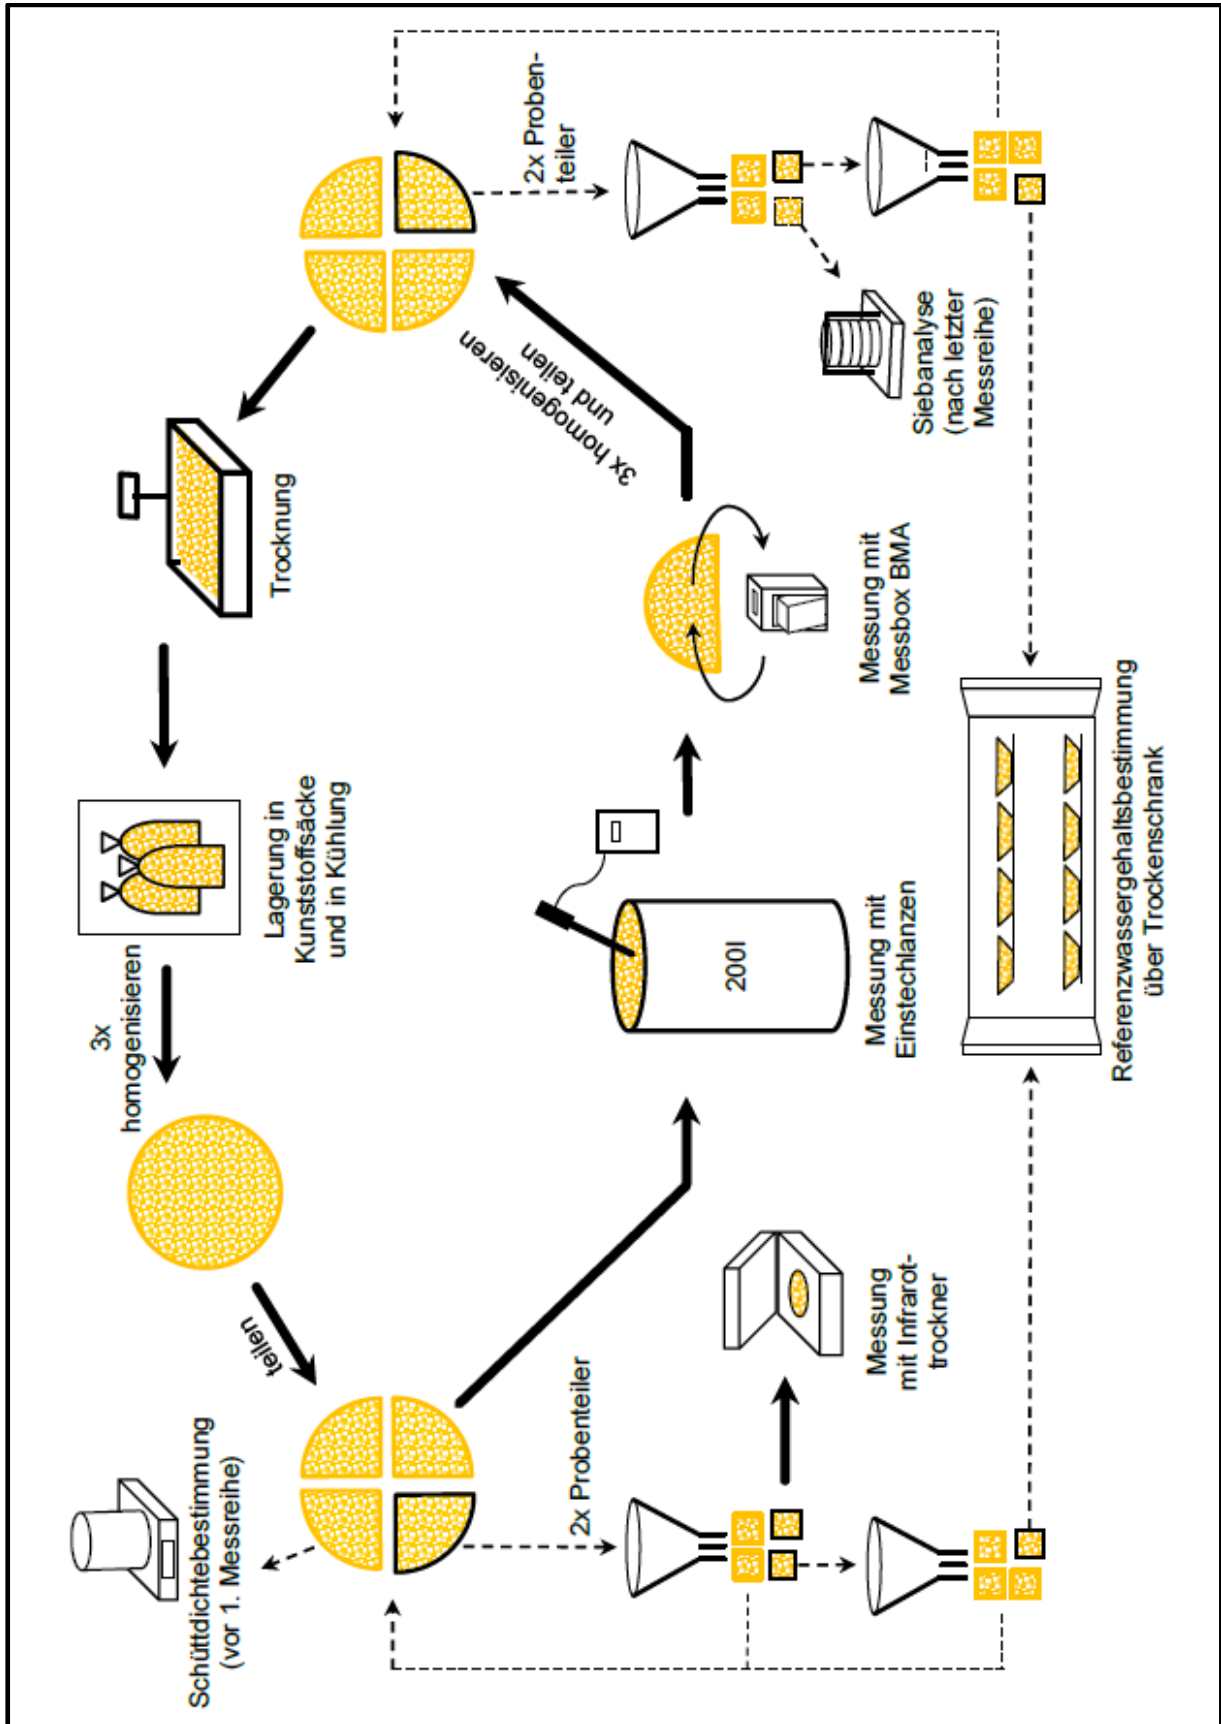 Schüttdichtebestimmung
(vor 1. Messreihe)
teilen
3x
homogenisieren
Lagerung in
Kunststoffsäcke
und in Kühlung
Trocknung
2x Probenteiler
Messung
mit Infrarot-
trockner
Messung mit
Einstechlanzen
200l
Messung mit
Messbox BMA
3x homogenisieren
und teilen
2x Proben-
teiler
Siebanalyse
(nach letzter
Messreihe)
Referenzwassergehaltsbestimmung
über Trockenschrank